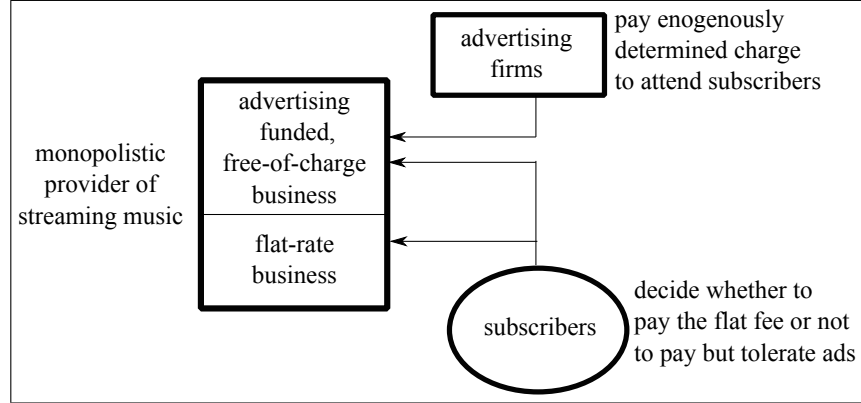 advertising
firms
pay enogenously
determined charge
to attend subscribers
monopolistic
provider of
streaming music
advertising
funded,
free-of-charge
business
flat-rate
business
subscribers
decide whether to
pay the flat fee or not
to pay but tolerate ads